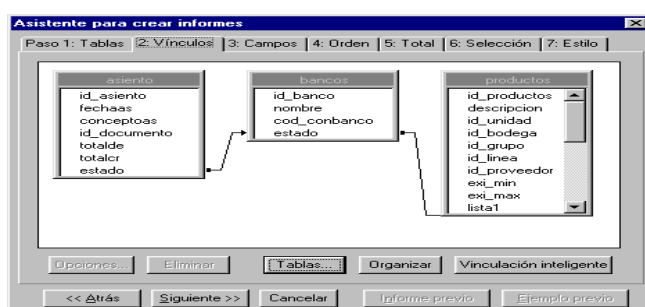 Asistente para crear informes
Paso 1: Tablas 2: Vínculos 3: Campos 4: Orden 5: Total 6: Selección 7: Estilo
asiento
id_asiento
fechaas
conceptoas
id_documento
totalde
totalcr
estado
bancos
id_banco
nombre
cod_conbanco
estado
productos
id_productos
descripcion
id_unidad
id_bodega
id_grupo
id_linea
id_proveedor
exi_min
exi_max
lista1
Opciones... Eliminar Tablas... Organizar Vinculación inteligente
<< Atrás Siguiente >> Cancelar Informe previo Ejemplo previo